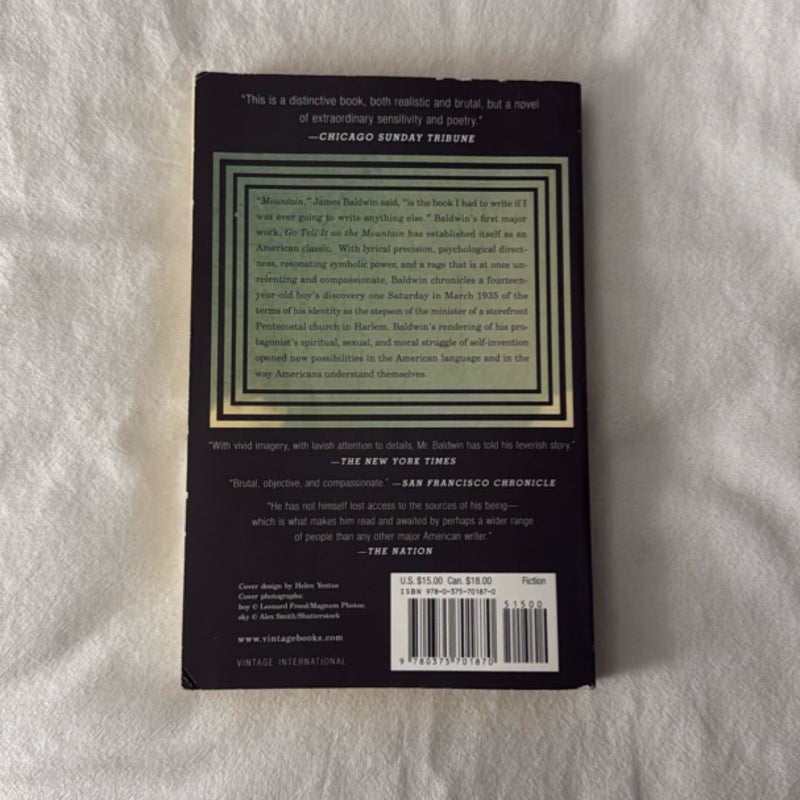 "This is a distinctive book, both realistic and brutal, but a novel
of extraordinary sensitivity and poetry."
—CHICAGO SUNDAY TRIBUNE
"Mountain," James Baldwin said, "is the book I had to write if I
was ever going to write anything else." Baldwin's first major
work, Go Tell It on the Mountain has established itself as an
American classic. With lyrical precision, psychological direct-
ness, resonating symbolic power, and a rage that is at once un-
relenting and compassionate, Baldwin chronicles a fourteen-
year-old boy's discovery one Saturday in March 1935 of the
terms of his identity as the stepson of the minister of a storefront
Pentecostal church in Harlem. Baldwin's rendering of his pro-
tagonist's spiritual, sexual, and moral struggle of self-invention
opened new possibilities in the American language and in the
way Americans understand themselves.
"With vivid imagery, with lavish attention to details, Mr. Baldwin has told his feverish story."
—THE NEW YORK TIMES
"Brutal, objective, and compassionate." —SAN FRANCISCO CHRONICLE
"He has not himself lost access to the sources of his being—
which is what makes him read and awaited by perhaps a wider range
of people than any other major American writer."
—THE NATION
Cover design by Helen Yentus
Cover photographs:
boy © Leonard Freed/Magnum Photos;
sky © Alex Smith/Shutterstock
www.vintagebooks.com
VINTAGE INTERNATIONAL
U.S. $15.00 Can. $18.00 Fiction
ISBN 978-0-375-70187-0
51500
9 780375 701870